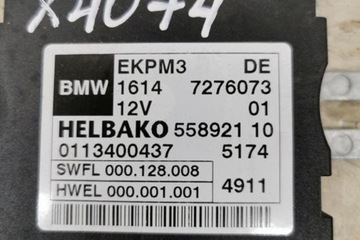 X4074
BMW EKPM3 DE
1614 7276073
12V 01
HELBAKO 558921 10
0113400437 5174
SWFL 000.128.008
HWEL 000.001.001 4911